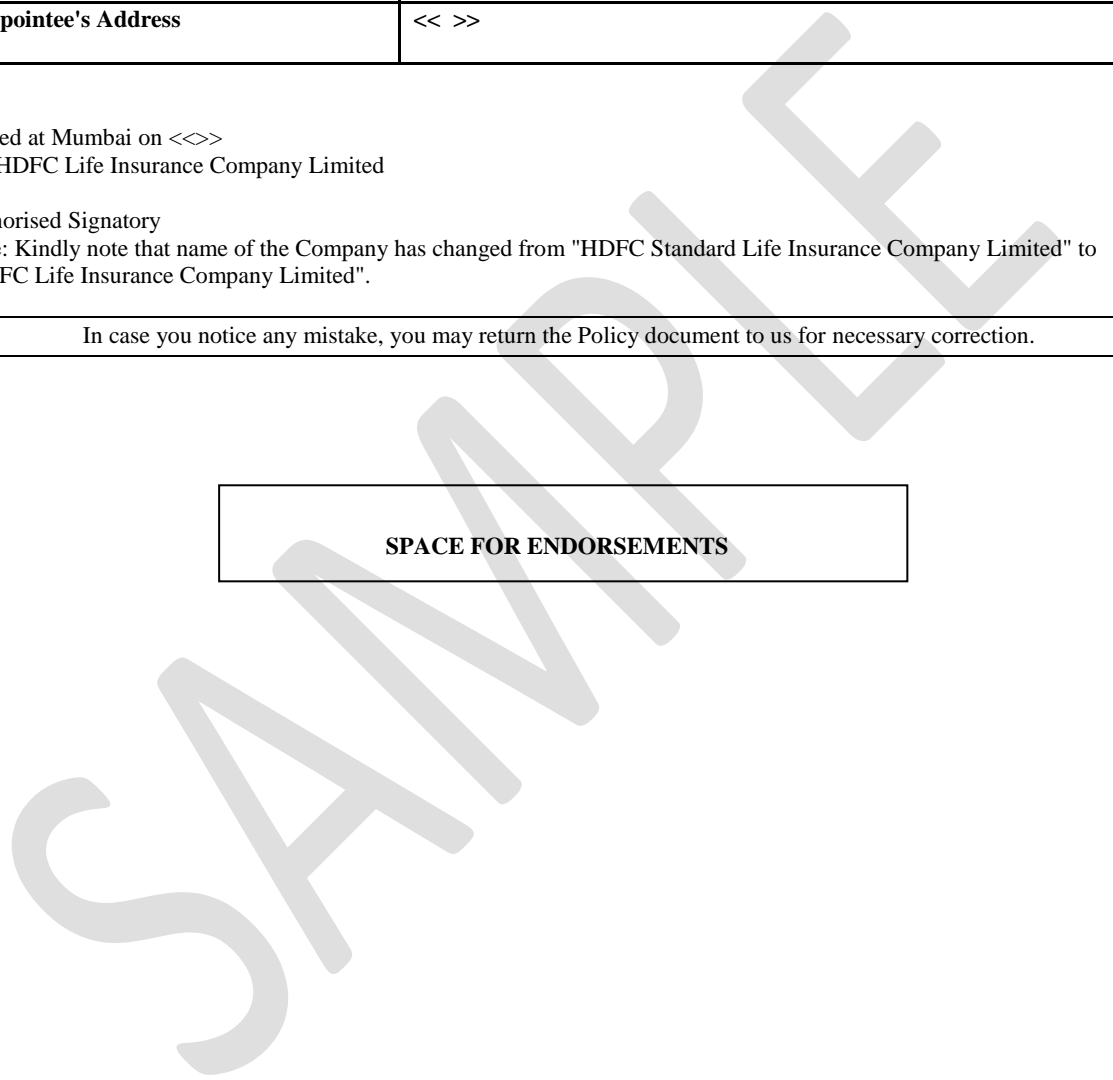 pointee's Address << >>
ed at Mumbai on <<>>
HDFC Life Insurance Company Limited
horised Signatory
: Kindly note that name of the Company has changed from "HDFC Standard Life Insurance Company Limited" to
FC Life Insurance Company Limited".
In case you notice any mistake, you may return the Policy document to us for necessary correction.
SPACE FOR ENDORSEMENTS
SAMPLE